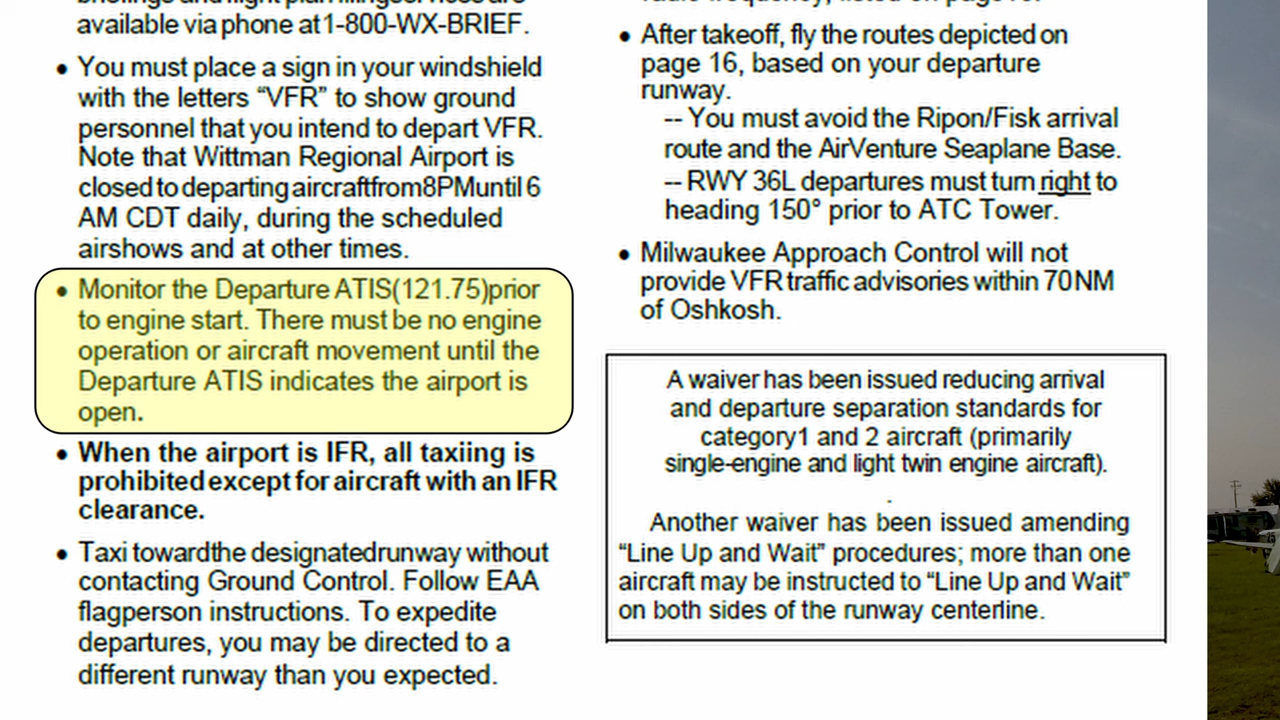 available via phone at 1-800-WX-BRIEF.
• You must place a sign in your windshield
with the letters “VFR” to show ground
personnel that you intend to depart VFR.
Note that Wittman Regional Airport is
closed to departing aircraft from 8PM until 6
AM CDT daily, during the scheduled
airshows and at other times.
• Monitor the Departure ATIS(121.75)prior
to engine start. There must be no engine
operation or aircraft movement until the
Departure ATIS indicates the airport is
open.
• When the airport is IFR, all taxiing is
prohibited except for aircraft with an IFR
clearance.
• Taxi toward the designated runway without
contacting Ground Control. Follow EAA
flagperson instructions. To expedite
departures, you may be directed to a
different runway than you expected.
• After takeoff, fly the routes depicted on
page 16, based on your departure
runway.
-- You must avoid the Ripon/Fisk arrival
route and the AirVenture Seaplane Base.
-- RWY 36L departures must turn right to
heading 150° prior to ATC Tower.
• Milwaukee Approach Control will not
provide VFR traffic advisories within 70 NM
of Oshkosh.
A waiver has been issued reducing arrival
and departure separation standards for
category1 and 2 aircraft (primarily
single-engine and light twin engine aircraft).
.
Another waiver has been issued amending
“Line Up and Wait” procedures; more than one
aircraft may be instructed to “Line Up and Wait”
on both sides of the runway centerline.